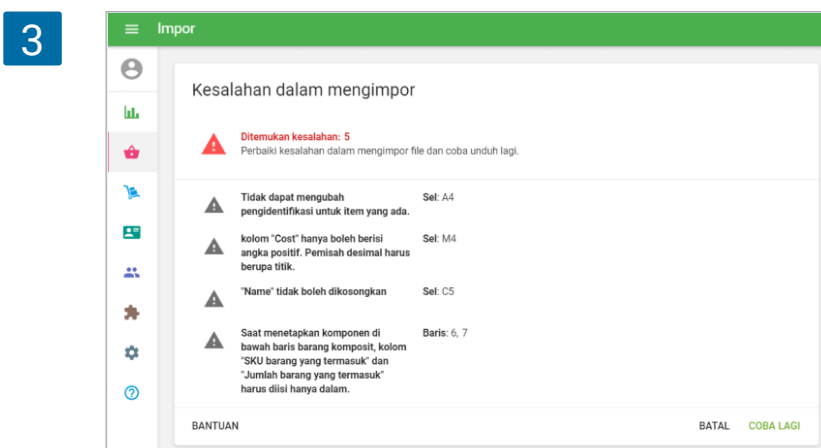 3
Impor
Kesalahan dalam mengimpor
Ditemukan kesalahan: 5
Perbaiki kesalahan dalam mengimpor file dan coba unduh lagi.
Tidak dapat mengubah
pengidentifikasi untuk item yang ada.
Sel: A4
kolom "Cost" hanya boleh berisi
angka positif. Pemisah desimal harus
berupa titik.
Sel: M4
"Name" tidak boleh dikosongkan
Sel: C5
Saat menetapkan komponen di
bawah baris barang komposit, kolom
"SKU barang yang termasuk" dan
"Jumlah barang yang termasuk"
harus diisi hanya dalam.
Baris: 6, 7
BANTUAN
BATAL
COBA LAGI